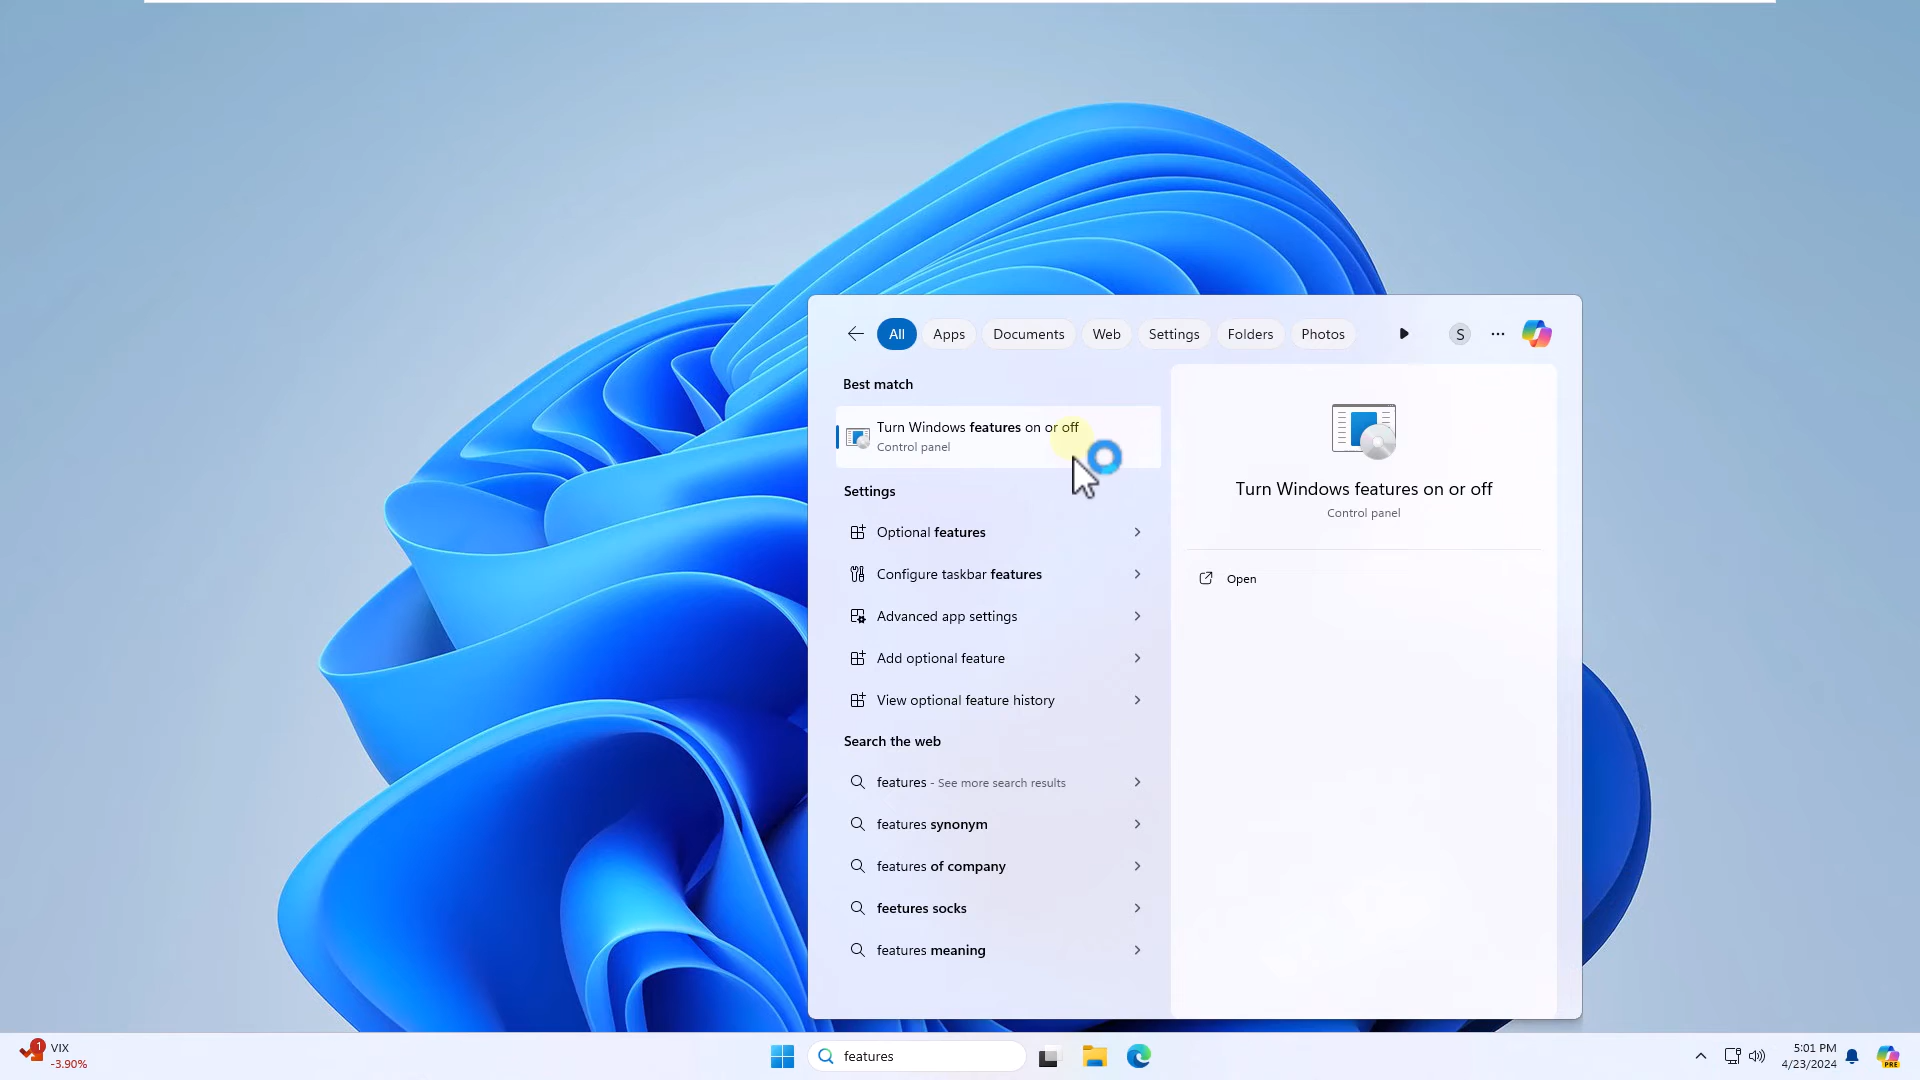 All
Apps
Documents
Web
Settings
Folders
Photos
S
Best match
Turn Windows features on or off
Control panel
Settings
Optional features
Configure taskbar features
Advanced app settings
Add optional feature
View optional feature history
Search the web
features - See more search results
features synonym
features of company
feetures socks
features meaning
Turn Windows features on or off
Control panel
Open
1
VIX
-3.90%
features
5:01 PM
4/23/2024
PRE